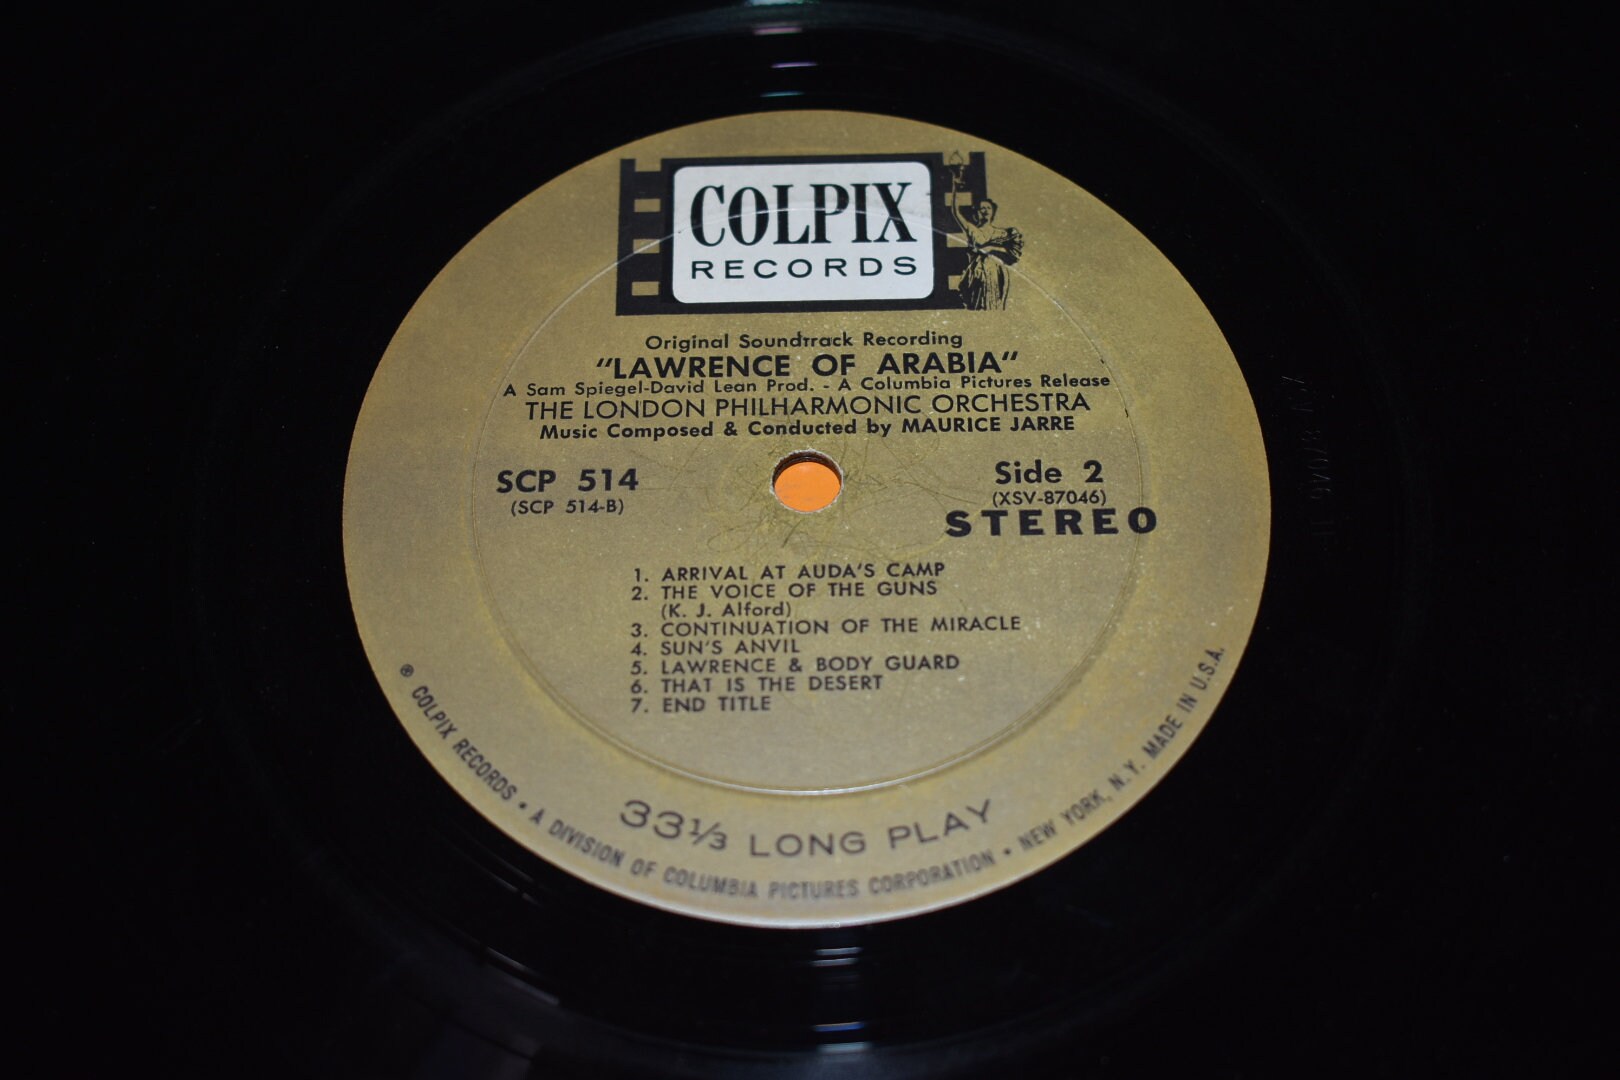 COLPIX
RECORDS
Original Soundtrack Recording
"LAWRENCE OF ARABIA"
A Sam Spiegel-David Lean Prod. - A Columbia Pictures Release
THE LONDON PHILHARMONIC ORCHESTRA
Music Composed & Conducted by MAURICE JARRE
SCP 514
(SCP 514-B)
Side 2
(XSV-87046)
STEREO
1. ARRIVAL AT AUDA'S CAMP
2. THE VOICE OF THE GUNS
(K. J. Alford)
3. CONTINUATION OF THE MIRACLE
4. SUN'S ANVIL
5. LAWRENCE & BODY GUARD
6. THAT IS THE DESERT
7. END TITLE
33⅓ LONG PLAY
® COLPIX RECORDS • A DIVISION OF COLUMBIA PICTURES CORPORATION • NEW YORK, N.Y. MADE IN U.S.A.